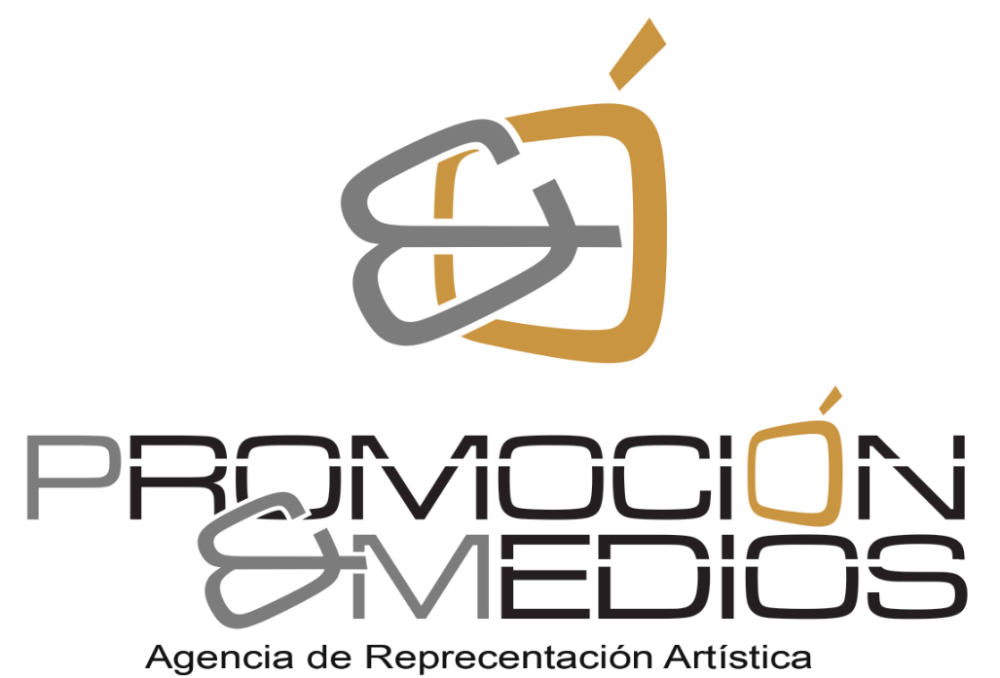 PROMOCIÓN
&MEDIOS
Agencia de Reprecentación Artística